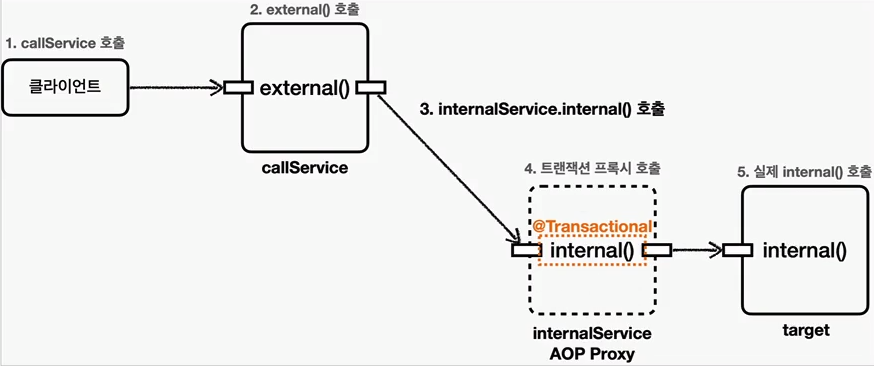 1. callService 호출
클라이언트
2. external() 호출
external()
callService
3. internalService.internal() 호출
4. 트랜잭션 프록시 호출
@Transactional
internal()
internalService
AOP Proxy
5. 실제 internal() 호출
internal()
target